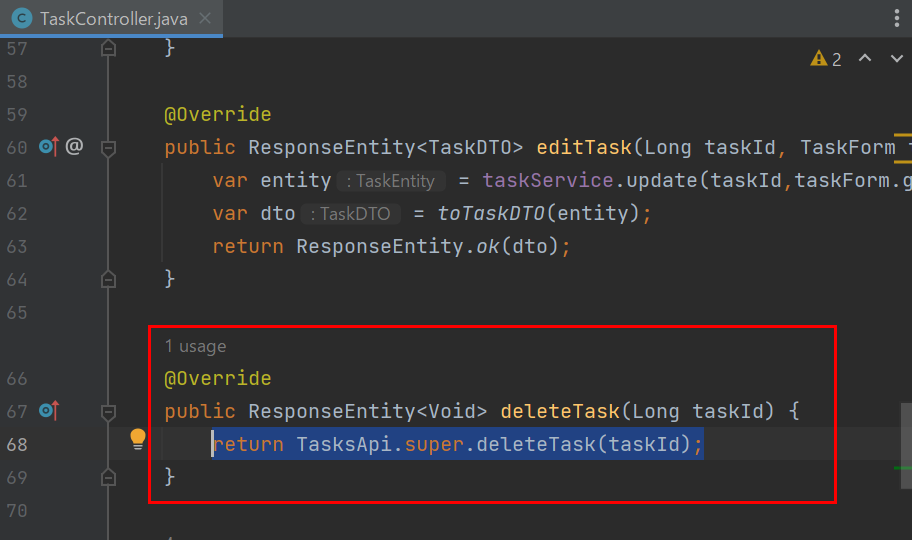 C TaskController.java
57 }
2
58
59 @Override
60 @ public ResponseEntity<TaskDTO> editTask(Long taskId, TaskForm t
61 var entity : TaskEntity = taskService.update(taskId,taskForm.g
62 var dto : TaskDTO = toTaskDTO(entity);
63 return ResponseEntity.ok(dto);
64 }
65
1 usage
66 @Override
67 public ResponseEntity<Void> deleteTask(Long taskId) {
68 return TasksApi.super.deleteTask(taskId);
69 }
70